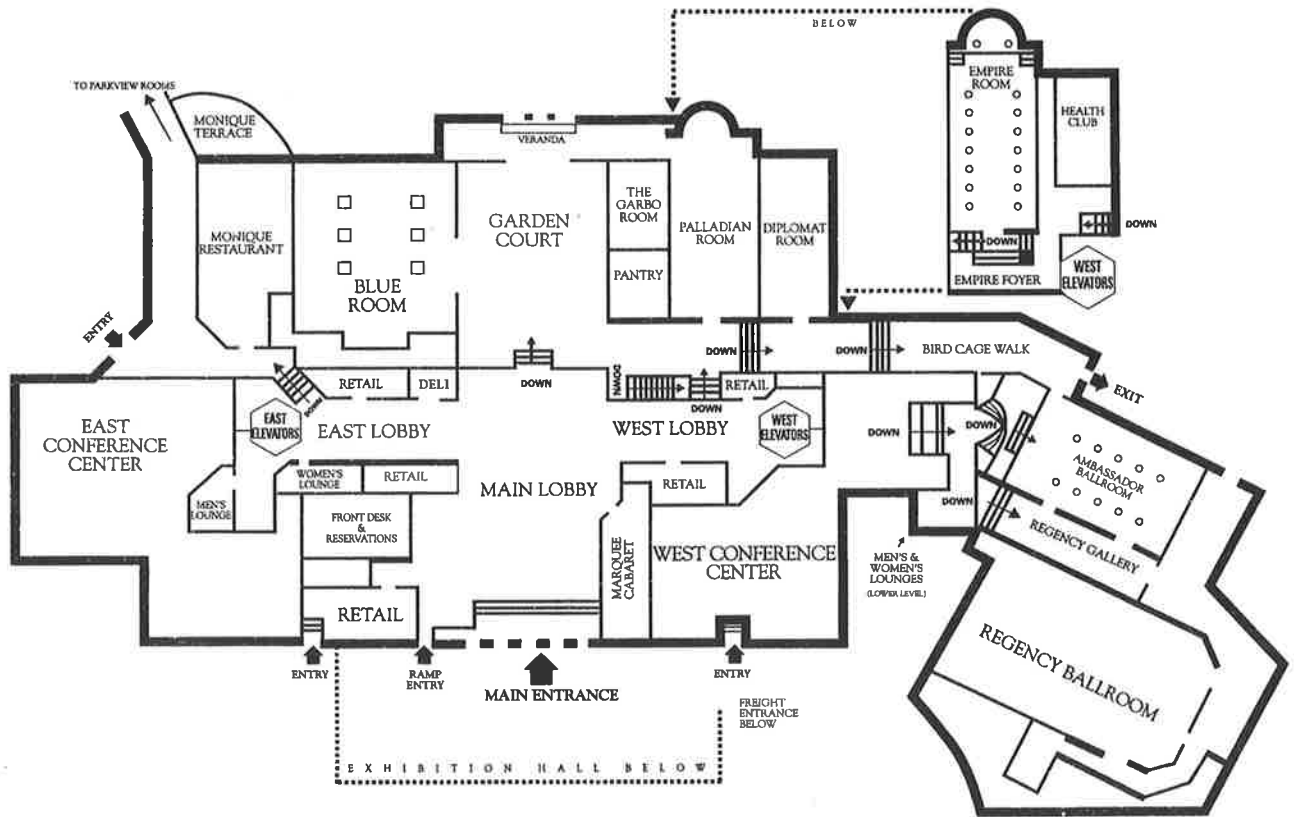 BELOW
TO PARKVIEW ROOMS
MONIQUE
TERRACE
VERANDA
EMPIRE
ROOM
HEALTH
CLUB
DOWN
DOWN
EMPIRE FOYER
WEST
ELEVATORS
MONIQUE
RESTAURANT
BLUE
ROOM
GARDEN
COURT
THE
GARBO
ROOM
PANTRY
PALLADIAN
ROOM
DIPLOMAT
ROOM
ENTRY
DOWN
DOWN
BIRD CAGE WALK
EXIT
RETAIL
DELI
DOWN
DOWN
DOWN
RETAIL
DOWN
EAST
CONFERENCE
CENTER
EAST
ELEVATORS
EAST LOBBY
WEST LOBBY
WEST
ELEVATORS
DOWN
DOWN
AMBASSADOR
BALLROOM
MEN'S
LOUNGE
WOMEN'S
LOUNGE
RETAIL
MAIN LOBBY
RETAIL
DOWN
REGENCY GALLERY
FRONT DESK
&
RESERVATIONS
MARQUEE
CABARET
WEST CONFERENCE
CENTER
MEN'S &
WOMEN'S
LOUNGES
(LOWER LEVEL)
RETAIL
REGENCY BALLROOM
ENTRY
RAMP
ENTRY
MAIN ENTRANCE
ENTRY
FREIGHT
ENTRANCE
BELOW
EXHIBITION HALL BELOW